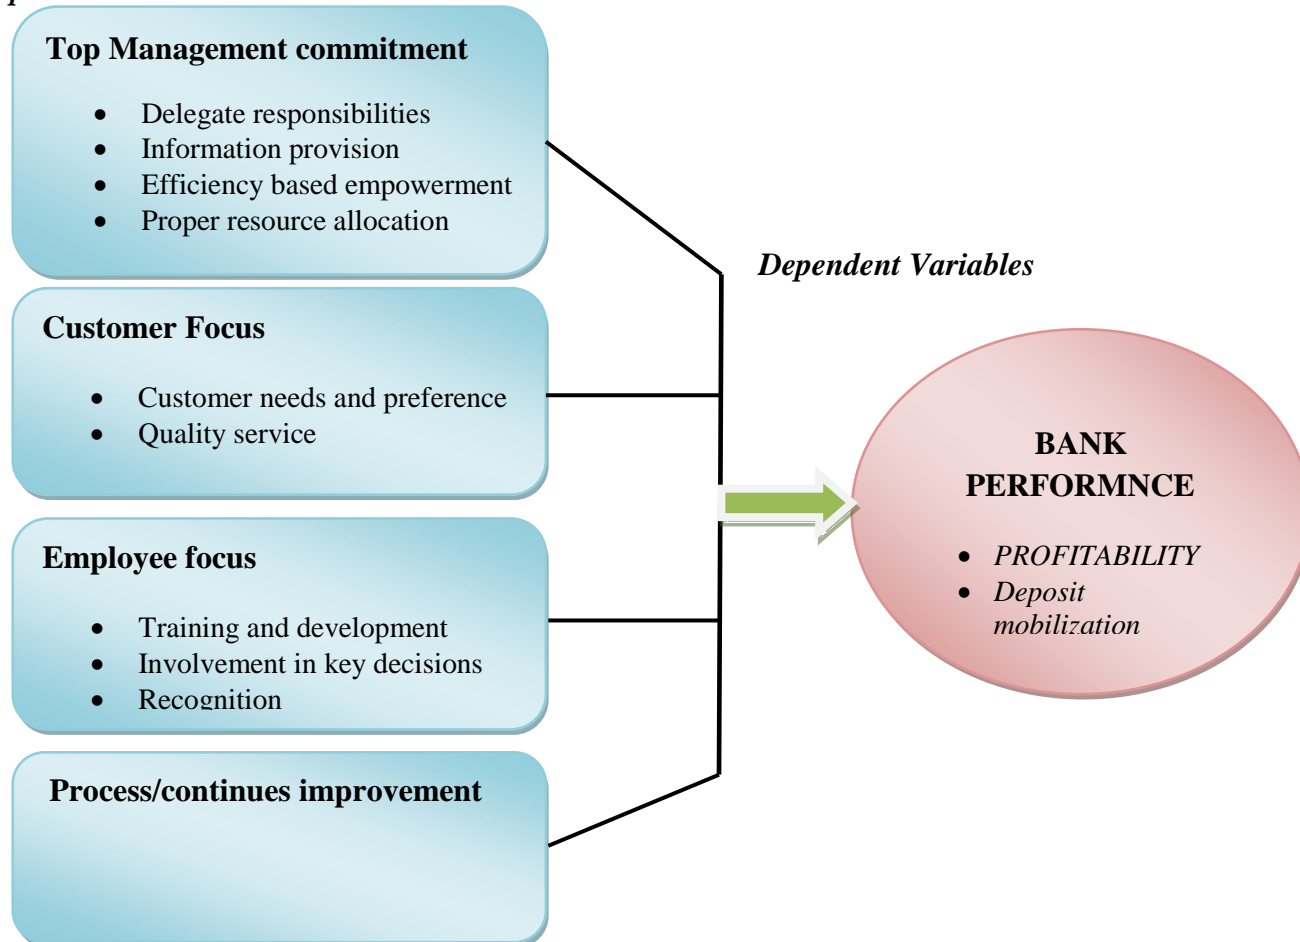 Top Management commitment
• Delegate responsibilities
• Information provision
• Efficiency based empowerment
• Proper resource allocation
Customer Focus
• Customer needs and preference
• Quality service
Employee focus
• Training and development
• Involvement in key decisions
• Recognition
Process/continues improvement
Dependent Variables
BANK
PERFORMNCE
• PROFITABILITY
• Deposit
mobilization